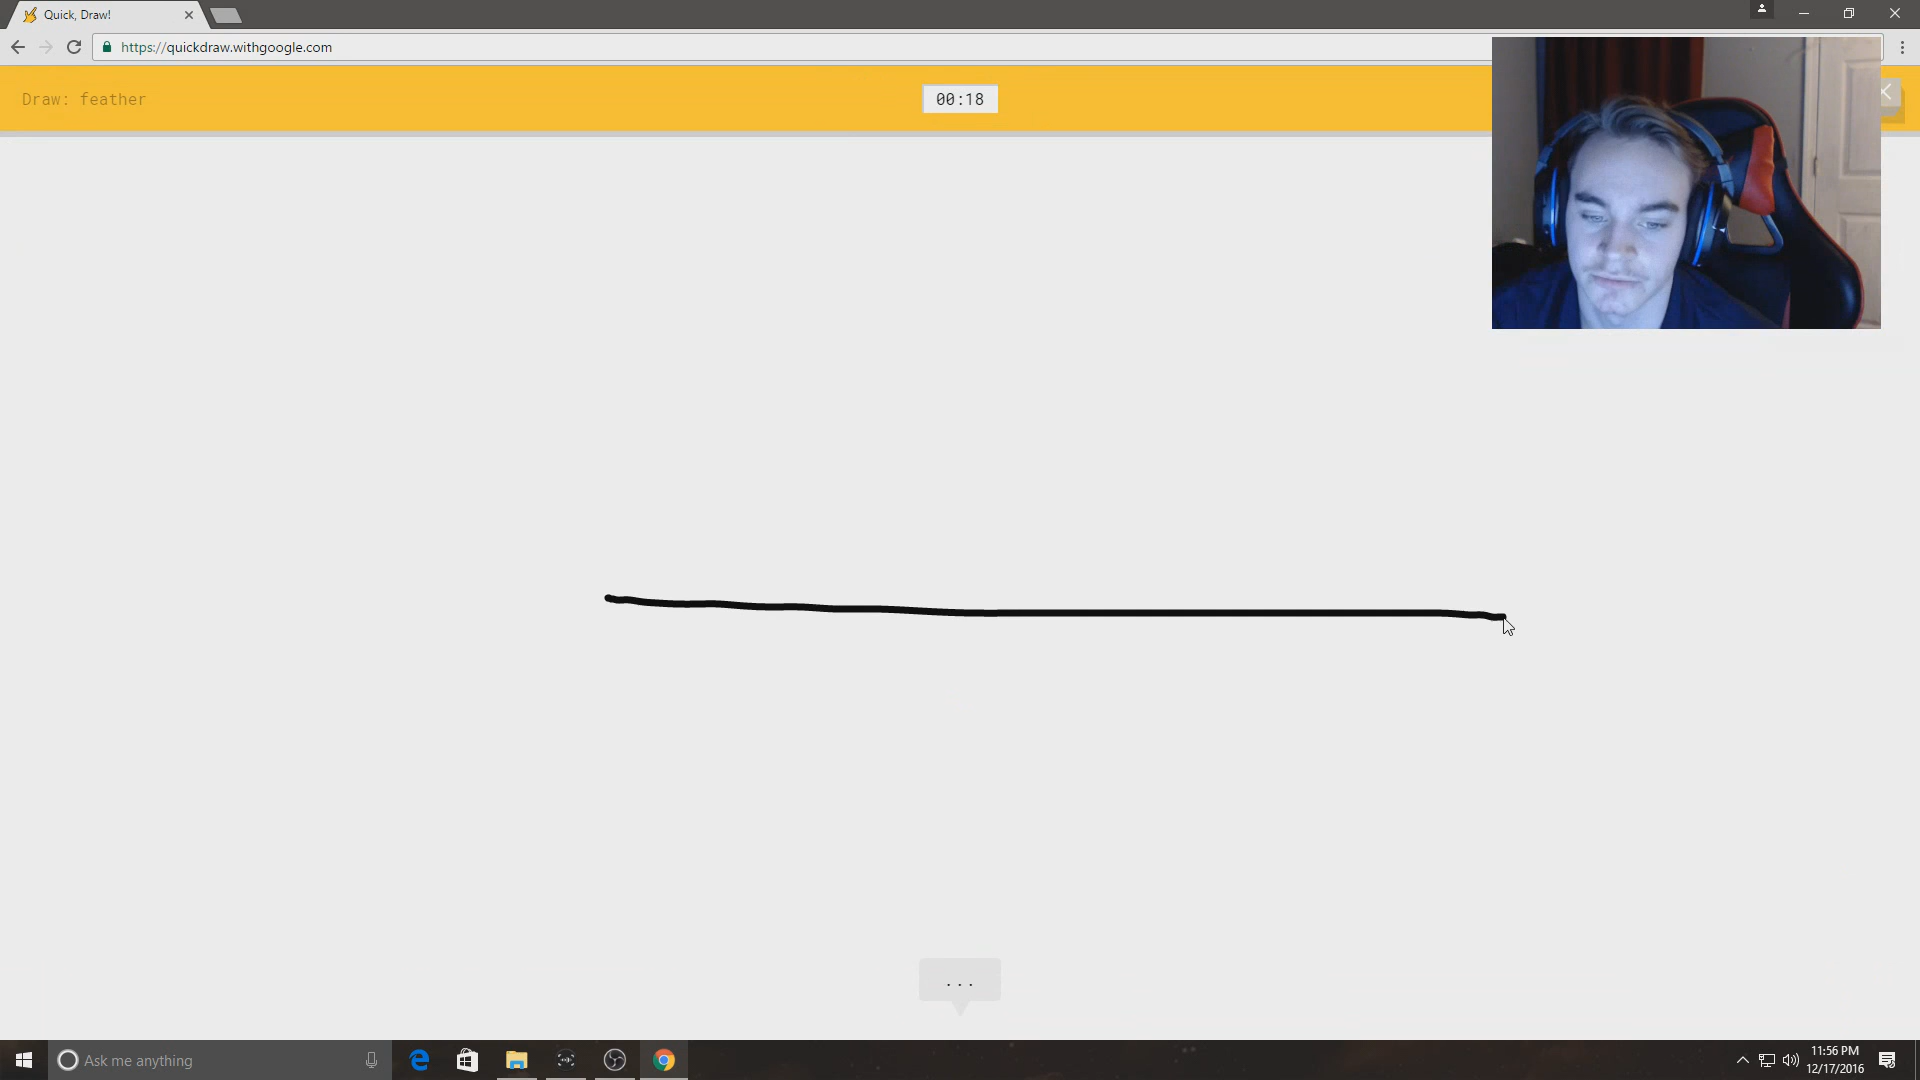 Quick, Draw!
https://quickdraw.withgoogle.com
Draw: feather
00:18
...
Ask me anything
11:56 PM
12/17/2016